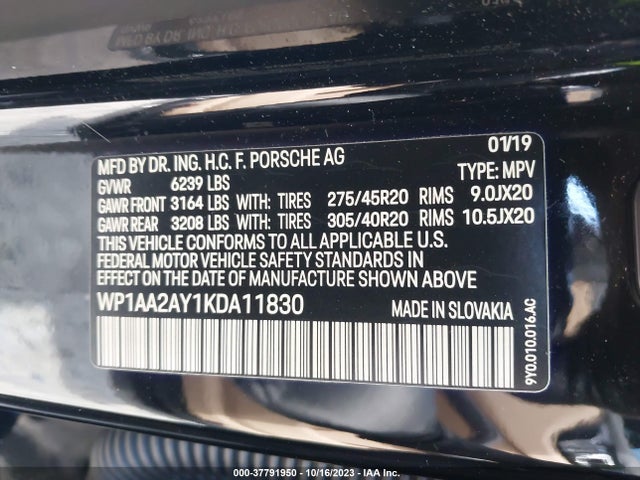 MFD BY DR. ING. H.C. F. PORSCHE AG 01/19
GVWR 6239 LBS TYPE: MPV
GAWR FRONT 3164 LBS WITH: TIRES 275/45R20 RIMS 9.0JX20
GAWR REAR 3208 LBS WITH: TIRES 305/40R20 RIMS 10.5JX20
THIS VEHICLE CONFORMS TO ALL APPLICABLE U.S.
FEDERAL MOTOR VEHICLE SAFETY STANDARDS IN
EFFECT ON THE DATE OF MANUFACTURE SHOWN ABOVE
WP1AA2AY1KDA11830 MADE IN SLOVAKIA
9Y0.010.016.AC
000-37791950 - 10/16/2023 - IAA Inc.